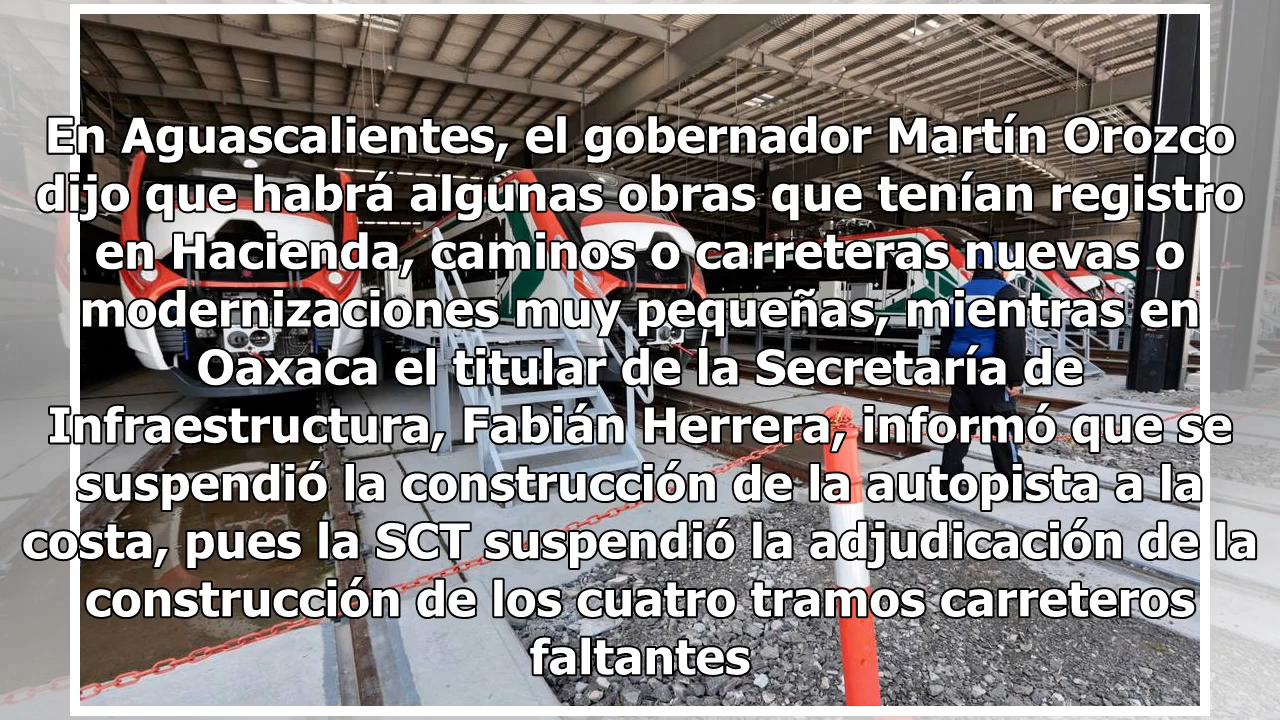 En Aguascalientes, el gobernador Martín Orozco
dijo que habrá algunas obras que tenían registro
en Hacienda, caminos o carreteras nuevas o
modernizaciones muy pequeñas, mientras en
Oaxaca el titular de la Secretaría de
Infraestructura, Fabián Herrera, informó que se
suspendió la construcción de la autopista a la
costa, pues la SCT suspendió la adjudicación de la
construcción de los cuatro tramos carreteros
faltantes